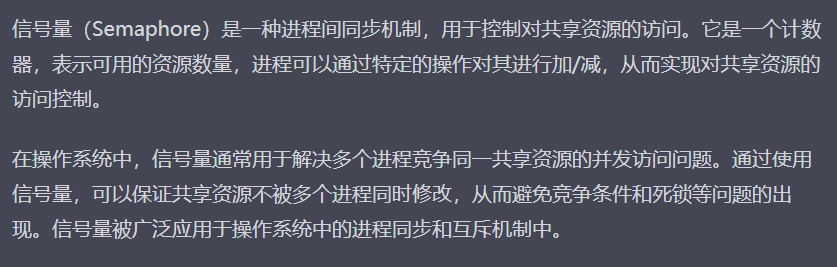 信号量（Semaphore）是一种进程间同步机制，用于控制对共享资源的访问。它是一个计数
器，表示可用的资源数量，进程可以通过特定的操作对其进行加/减，从而实现对共享资源的
访问控制。
在操作系统中，信号量通常用于解决多个进程竞争同一共享资源的并发访问问题。通过使用
信号量，可以保证共享资源不被多个进程同时修改，从而避免竞争条件和死锁等问题的出
现。信号量被广泛应用于操作系统中的进程同步和互斥机制中。